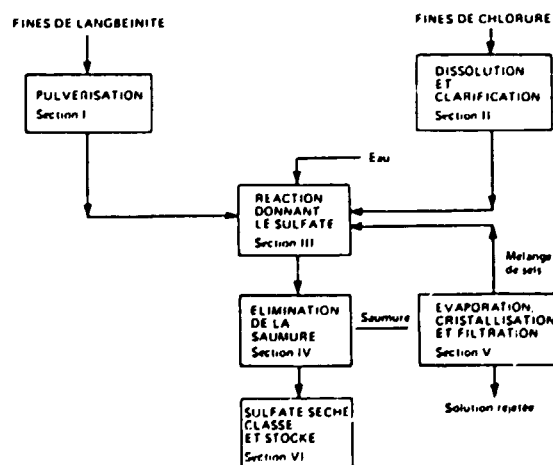 FINES DE LANGBEINITE
FINES DE CHLORURE
PULVERISATION
Section I
DISSOLUTION
ET
CLARIFICATION
Section II
Eau
REACTION
DONNANT
LE SULFATE
Section III
Melange
de sels
ELIMINATION
DE LA
SAUMURE
Section IV
Saumure
EVAPORATION,
CRISTALLISATION
ET FILTRATION
Section V
SULFATE SECHE
CLASSE
ET STOCKE
Section VI
Solution rejetée